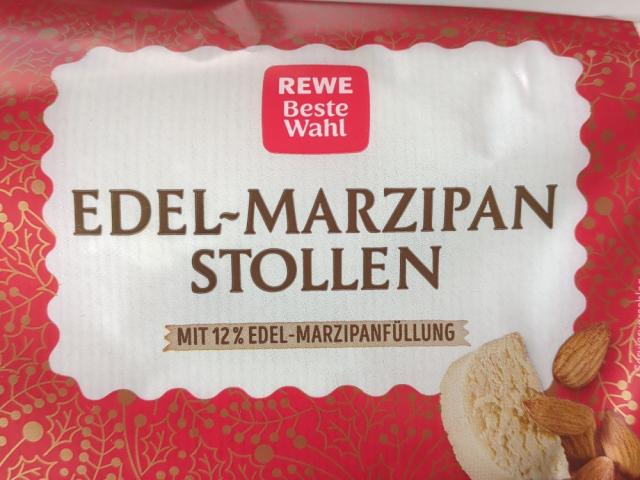 REWE
Beste
Wahl
EDEL-MARZIPAN
STOLLEN
MIT 12% EDEL-MARZIPANFÜLLUNG